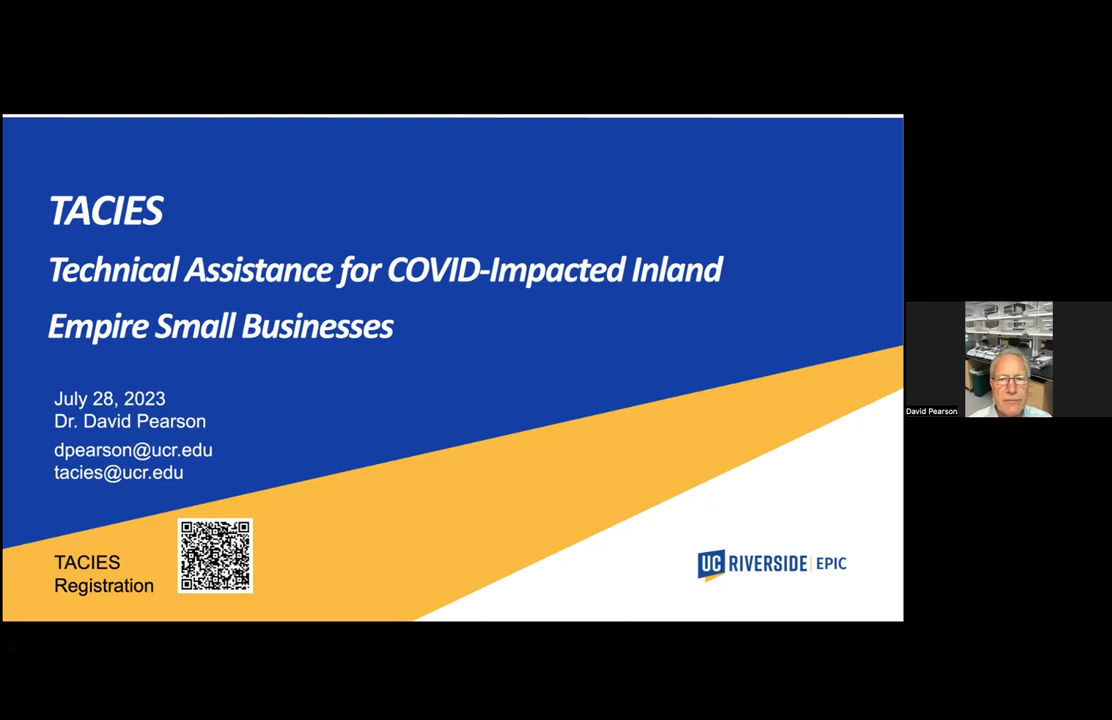 TACIES
Technical Assistance for COVID-Impacted Inland
Empire Small Businesses
July 28, 2023
Dr. David Pearson
dpearson@ucr.edu
tacies@ucr.edu
TACIES
Registration
UC RIVERSIDE | EPIC
David Pearson